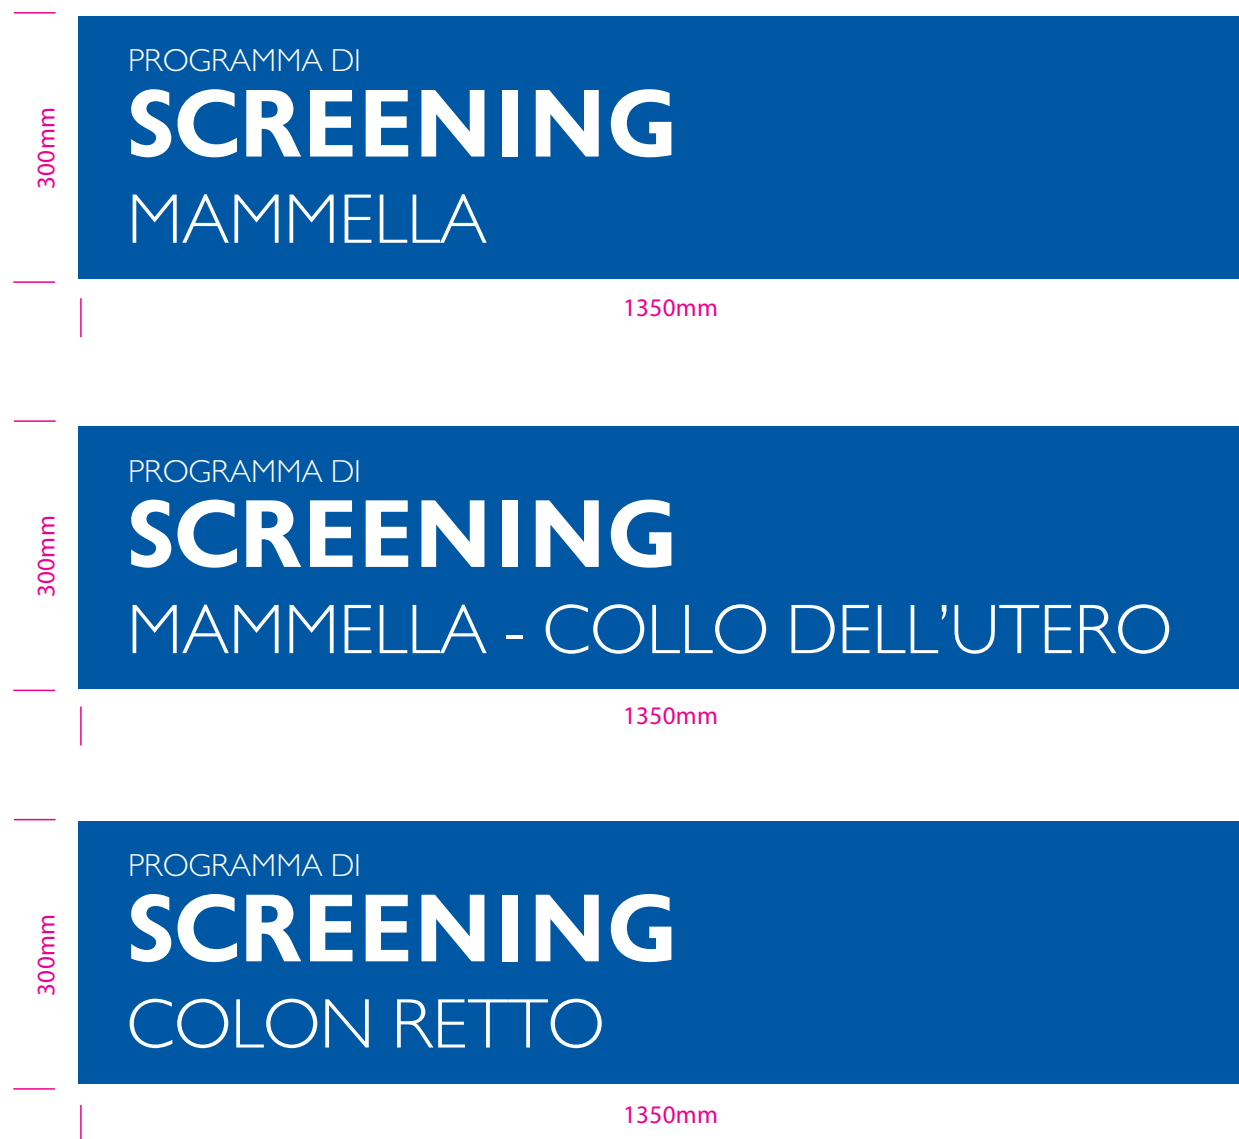 300mm
PROGRAMMA DI
SCREENING
MAMMELLA
1350mm
300mm
PROGRAMMA DI
SCREENING
MAMMELLA - COLLO DELL’UTERO
1350mm
300mm
PROGRAMMA DI
SCREENING
COLON RETTO
1350mm